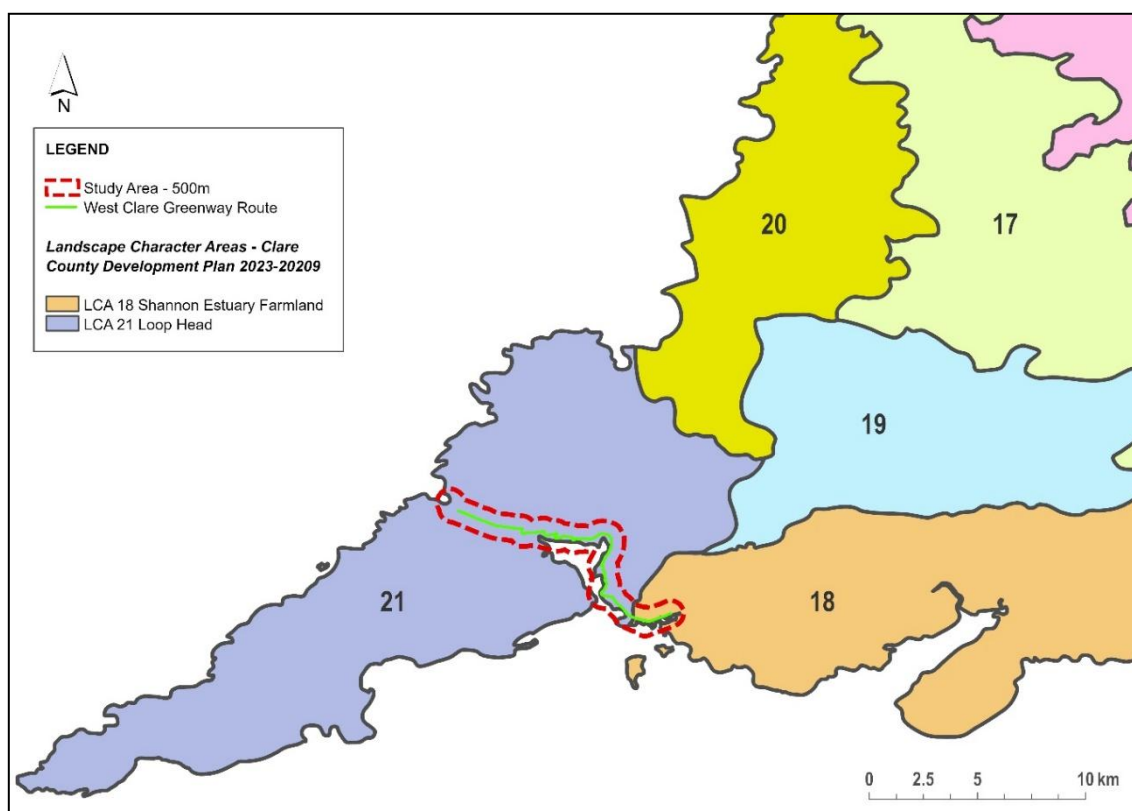 N
LEGEND
Study Area - 500m
West Clare Greenway Route
Landscape Character Areas - Clare
County Development Plan 2023-20209
LCA 18 Shannon Estuary Farmland
LCA 21 Loop Head
20
17
19
21
18
0 2.5 5 10 km